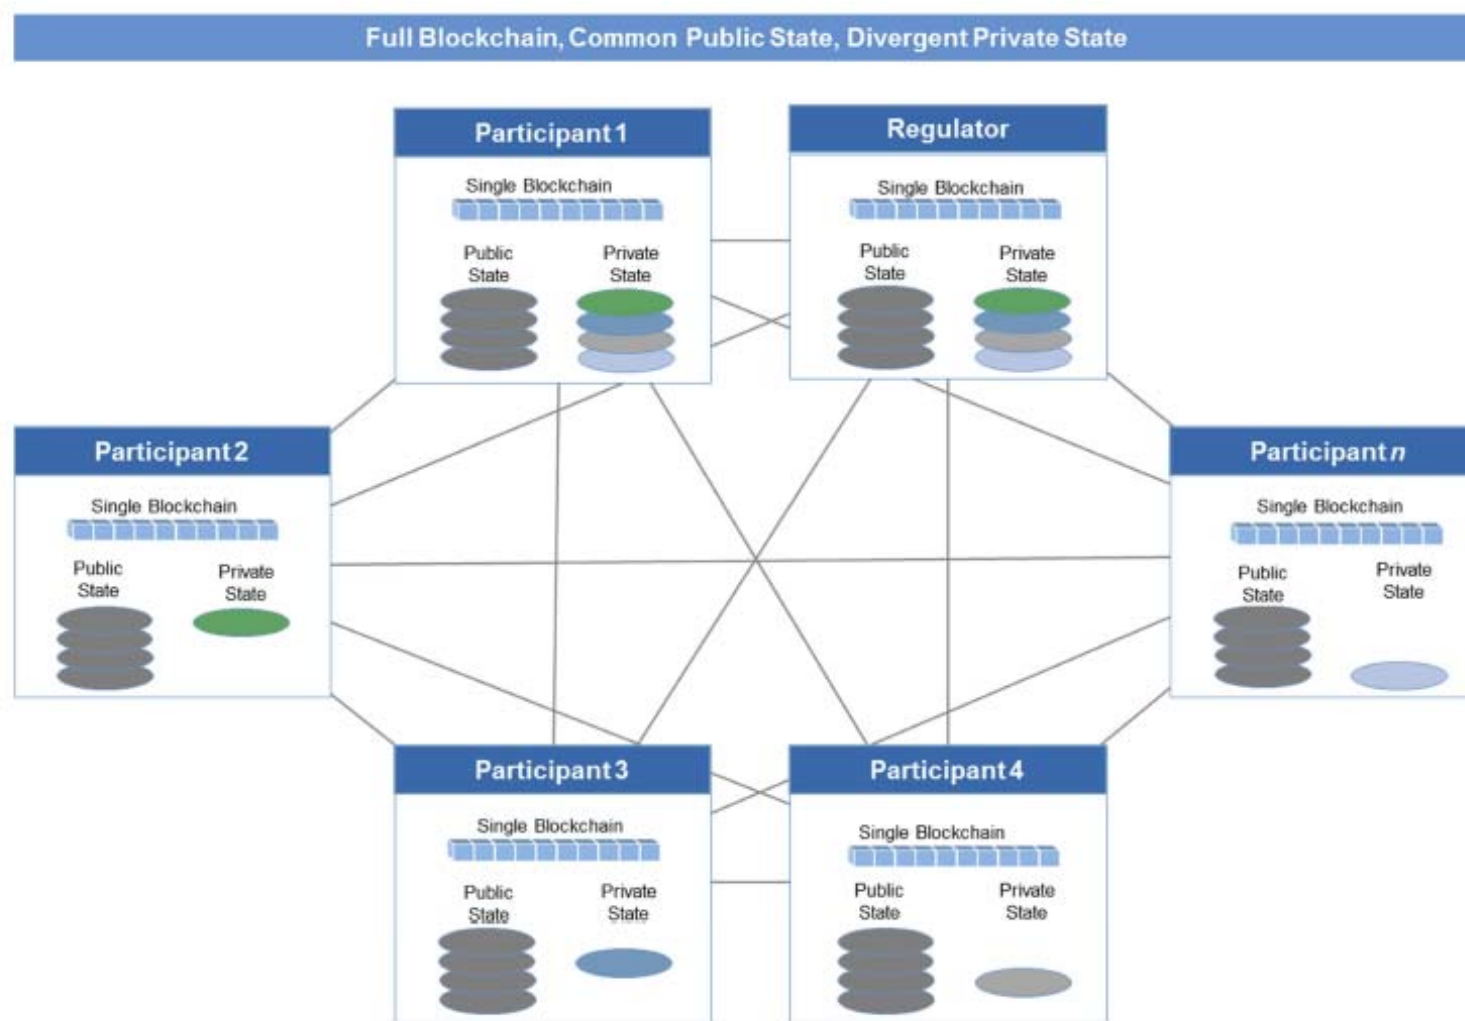 Full Blockchain, Common Public State, Divergent Private State
Participant 1
Single Blockchain
Public
State
Private
State
Regulator
Single Blockchain
Public
State
Private
State
Participant 2
Single Blockchain
Public
State
Private
State
Participant n
Single Blockchain
Public
State
Private
State
Participant 3
Single Blockchain
Public
State
Private
State
Participant 4
Single Blockchain
Public
State
Private
State